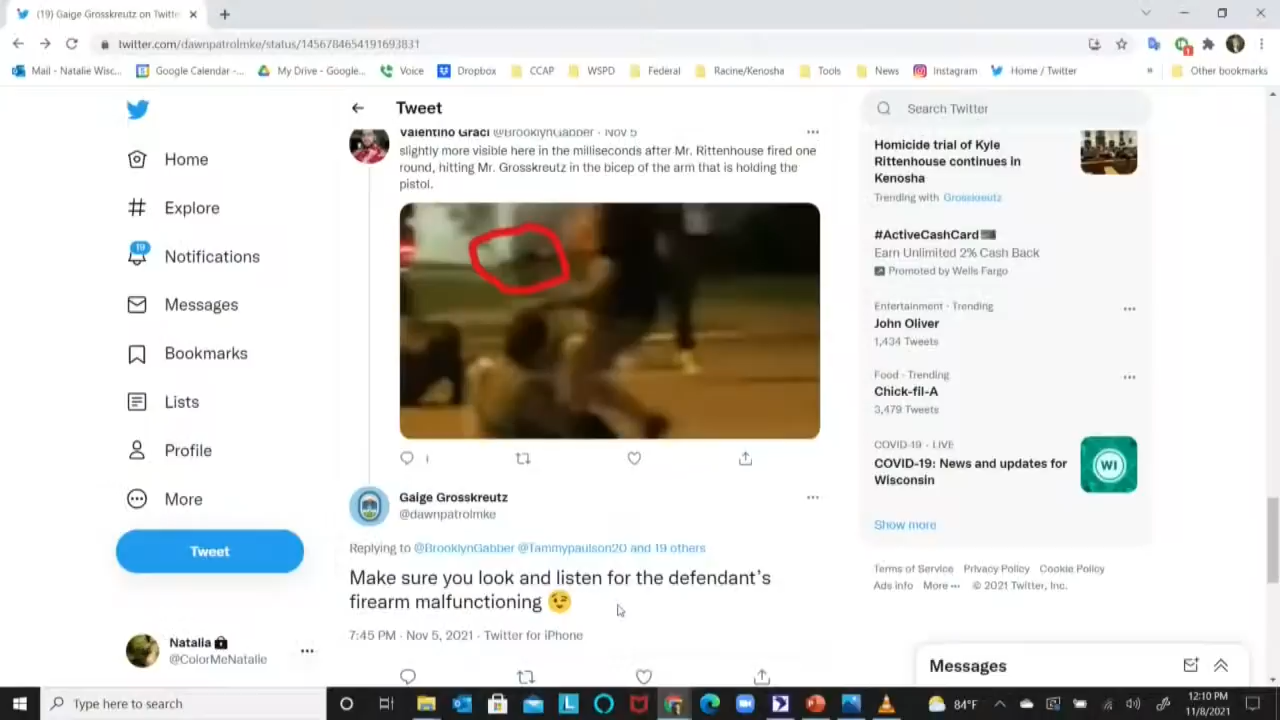 (19) Gaige Grosskreutz on Twitte
twitter.com/dawnpatrolmke/status/1456784654191693831
Mail - Natalie Wisc...
Google Calendar -...
My Drive - Google...
Voice
Dropbox
CCAP
WSPD
Federal
Racine/Kenosha
Tools
News
Instagram
Home / Twitter
»
Other bookmarks
Home
Explore
19
Notifications
Messages
Bookmarks
Lists
Profile
More
Tweet
Natalia
@ColorMeNatalie
Tweet
Valentino Graci @BrooklynGabber · Nov 5
slightly more visible here in the milliseconds after Mr. Rittenhouse fired one
round, hitting Mr. Grosskreutz in the bicep of the arm that is holding the
pistol.
Gaige Grosskreutz
@dawnpatrolmke
Replying to @BrooklynGabber @Tammypaulson20 and 19 others
Make sure you look and listen for the defendant's
firearm malfunctioning 😉
7:45 PM · Nov 5, 2021 · Twitter for iPhone
Search Twitter
Homicide trial of Kyle
Rittenhouse continues in
Kenosha
Trending with Grosskreutz
#ActiveCashCard
Earn Unlimited 2% Cash Back
Promoted by Wells Fargo
Entertainment · Trending
John Oliver
1,434 Tweets
Food · Trending
Chick-fil-A
3,479 Tweets
COVID-19 · LIVE
COVID-19: News and updates for
Wisconsin
WI
Show more
Terms of Service Privacy Policy Cookie Policy
Ads info More ··· © 2021 Twitter, Inc.
Messages
Type here to search
84°F
12:10 PM
11/8/2021